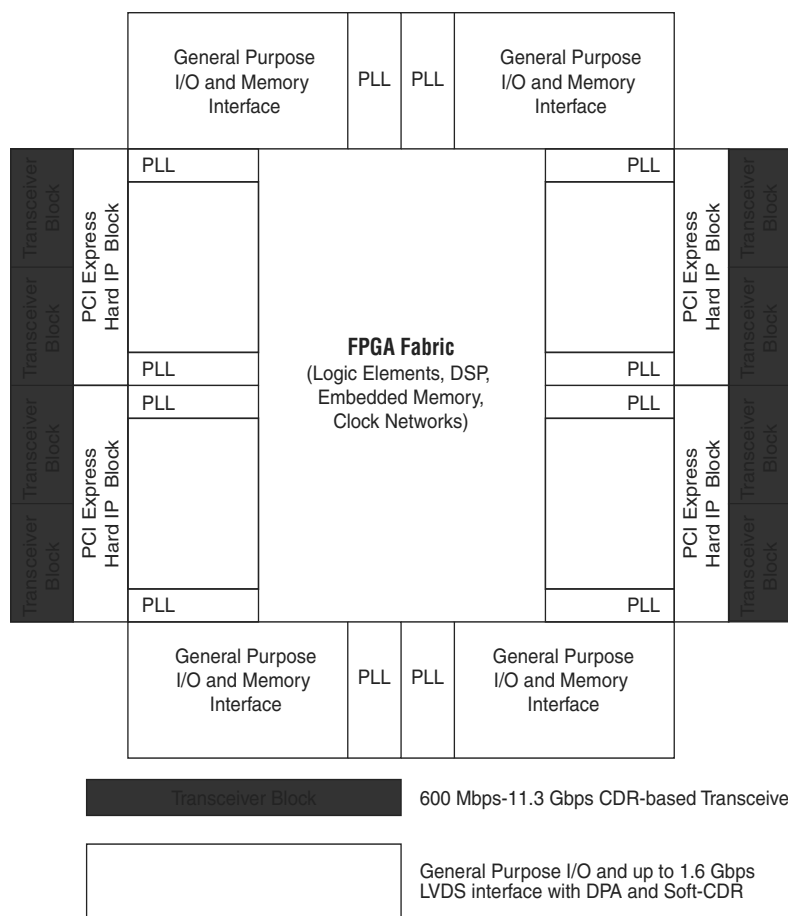 General Purpose
I/O and Memory
Interface
PLL
PLL
General Purpose
I/O and Memory
Interface
Transceiver
Block
Transceiver
Block
PCI Express
Hard IP Block
PLL
PLL
PLL
PLL
PCI Express
Hard IP Block
Transceiver
Block
Transceiver
Block
FPGA Fabric
(Logic Elements, DSP,
Embedded Memory,
Clock Networks)
Transceiver
Block
Transceiver
Block
PCI Express
Hard IP Block
PLL
PLL
PLL
PLL
PCI Express
Hard IP Block
Transceiver
Block
Transceiver
Block
General Purpose
I/O and Memory
Interface
PLL
PLL
General Purpose
I/O and Memory
Interface
Transceiver Block
600 Mbps-11.3 Gbps CDR-based Transceive
General Purpose I/O and up to 1.6 Gbps
LVDS interface with DPA and Soft-CDR